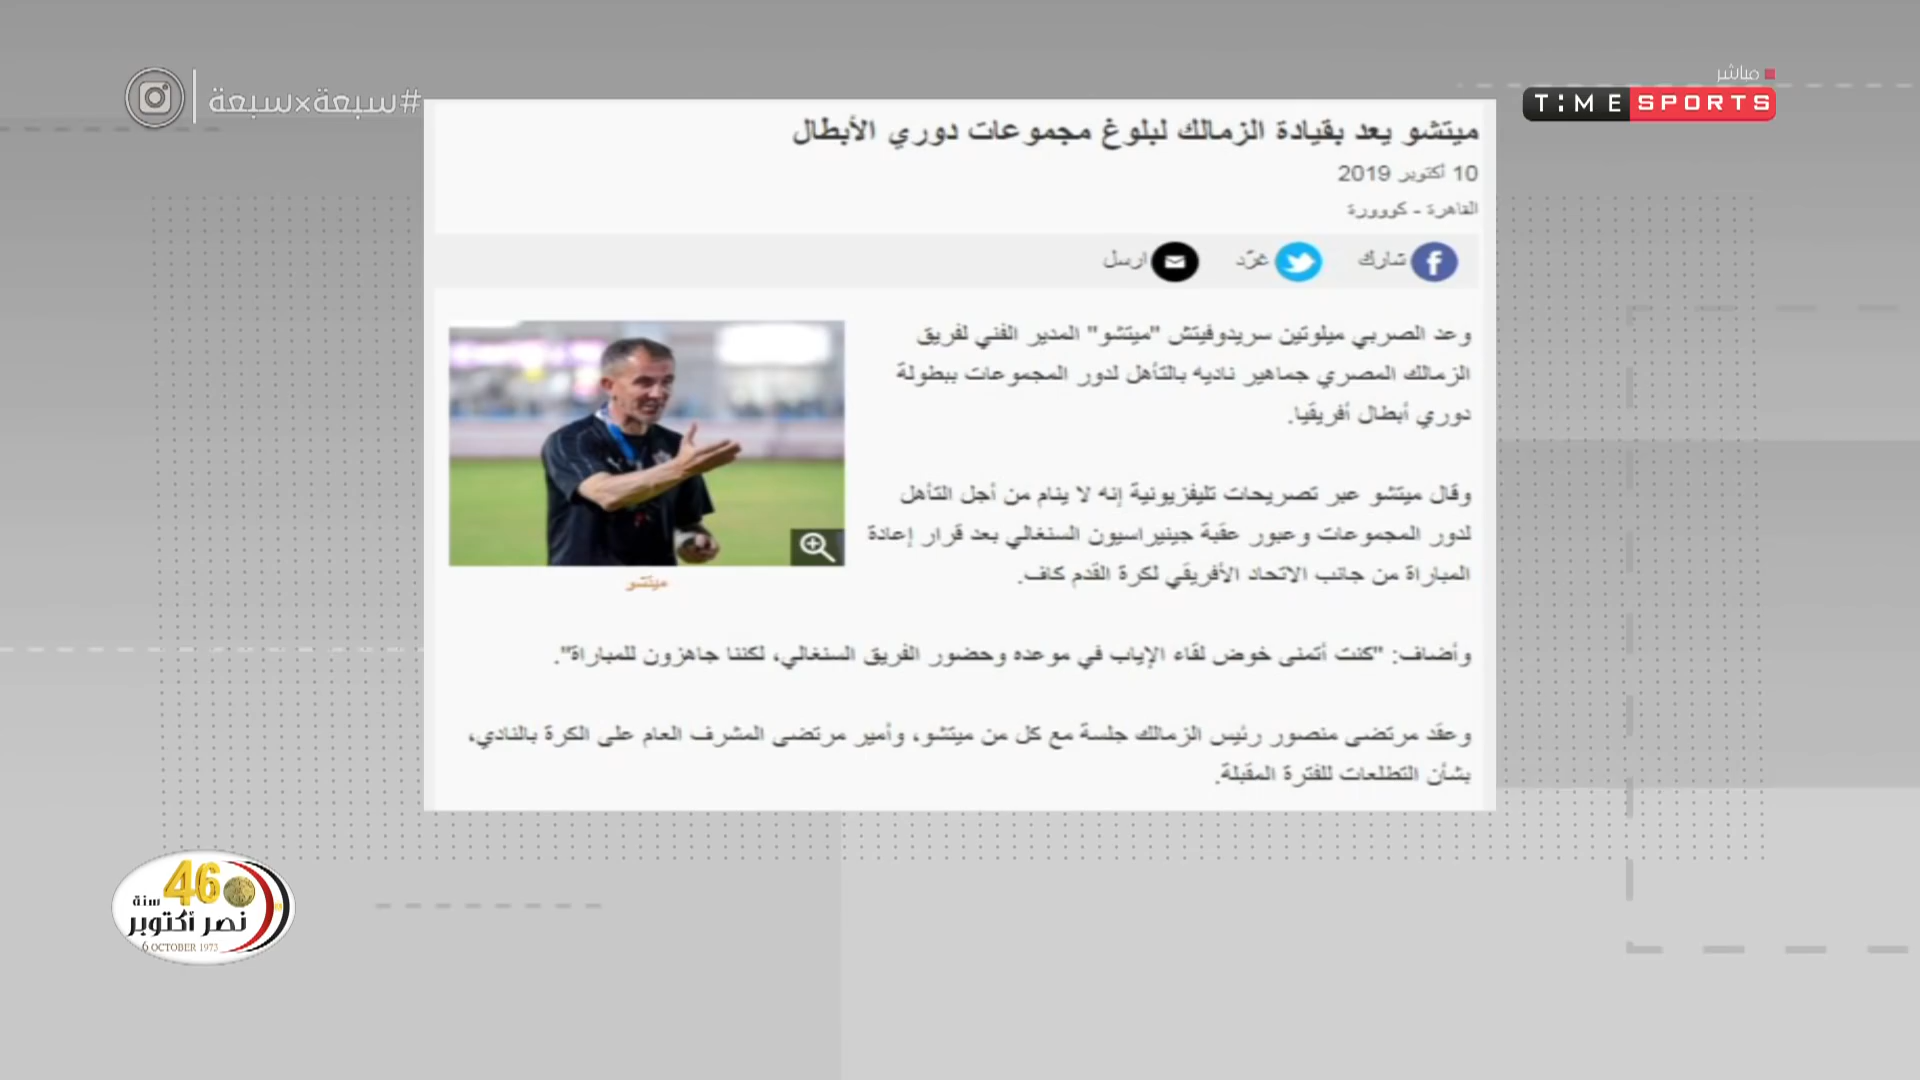 #سبعة×سبعة
مباشر
TIME SPORTS
ميتشو يعد بقيادة الزمالك لبلوغ مجموعات دوري الأبطال
10 أكتوبر 2019
القاهرة - كووورة
شارك
غرّد
ارسل
وعد الصربي ميلوتين سريدوفيتش "ميتشو" المدير الفني لفريق
الزمالك المصري جماهير ناديه بالتأهل لدور المجموعات ببطولة
دوري أبطال أفريقيا.
وقال ميتشو عبر تصريحات تليفزيونية إنه لا ينام من أجل التأهل
لدور المجموعات وعبور عقبة جينيراسيون السنغالي بعد قرار إعادة
المباراة من جانب الاتحاد الأفريقي لكرة القدم كاف.
ميتشو
وأضاف: "كنت أتمنى خوض لقاء الإياب في موعده وحضور الفريق السنغالي، لكننا جاهزون للمباراة".
وعقد مرتضى منصور رئيس الزمالك جلسة مع كل من ميتشو، وأمير مرتضى المشرف العام على الكرة بالنادي،
بشأن التطلعات للفترة المقبلة.
46
سنة
نصر أكتوبر
6 OCTOBER 1973